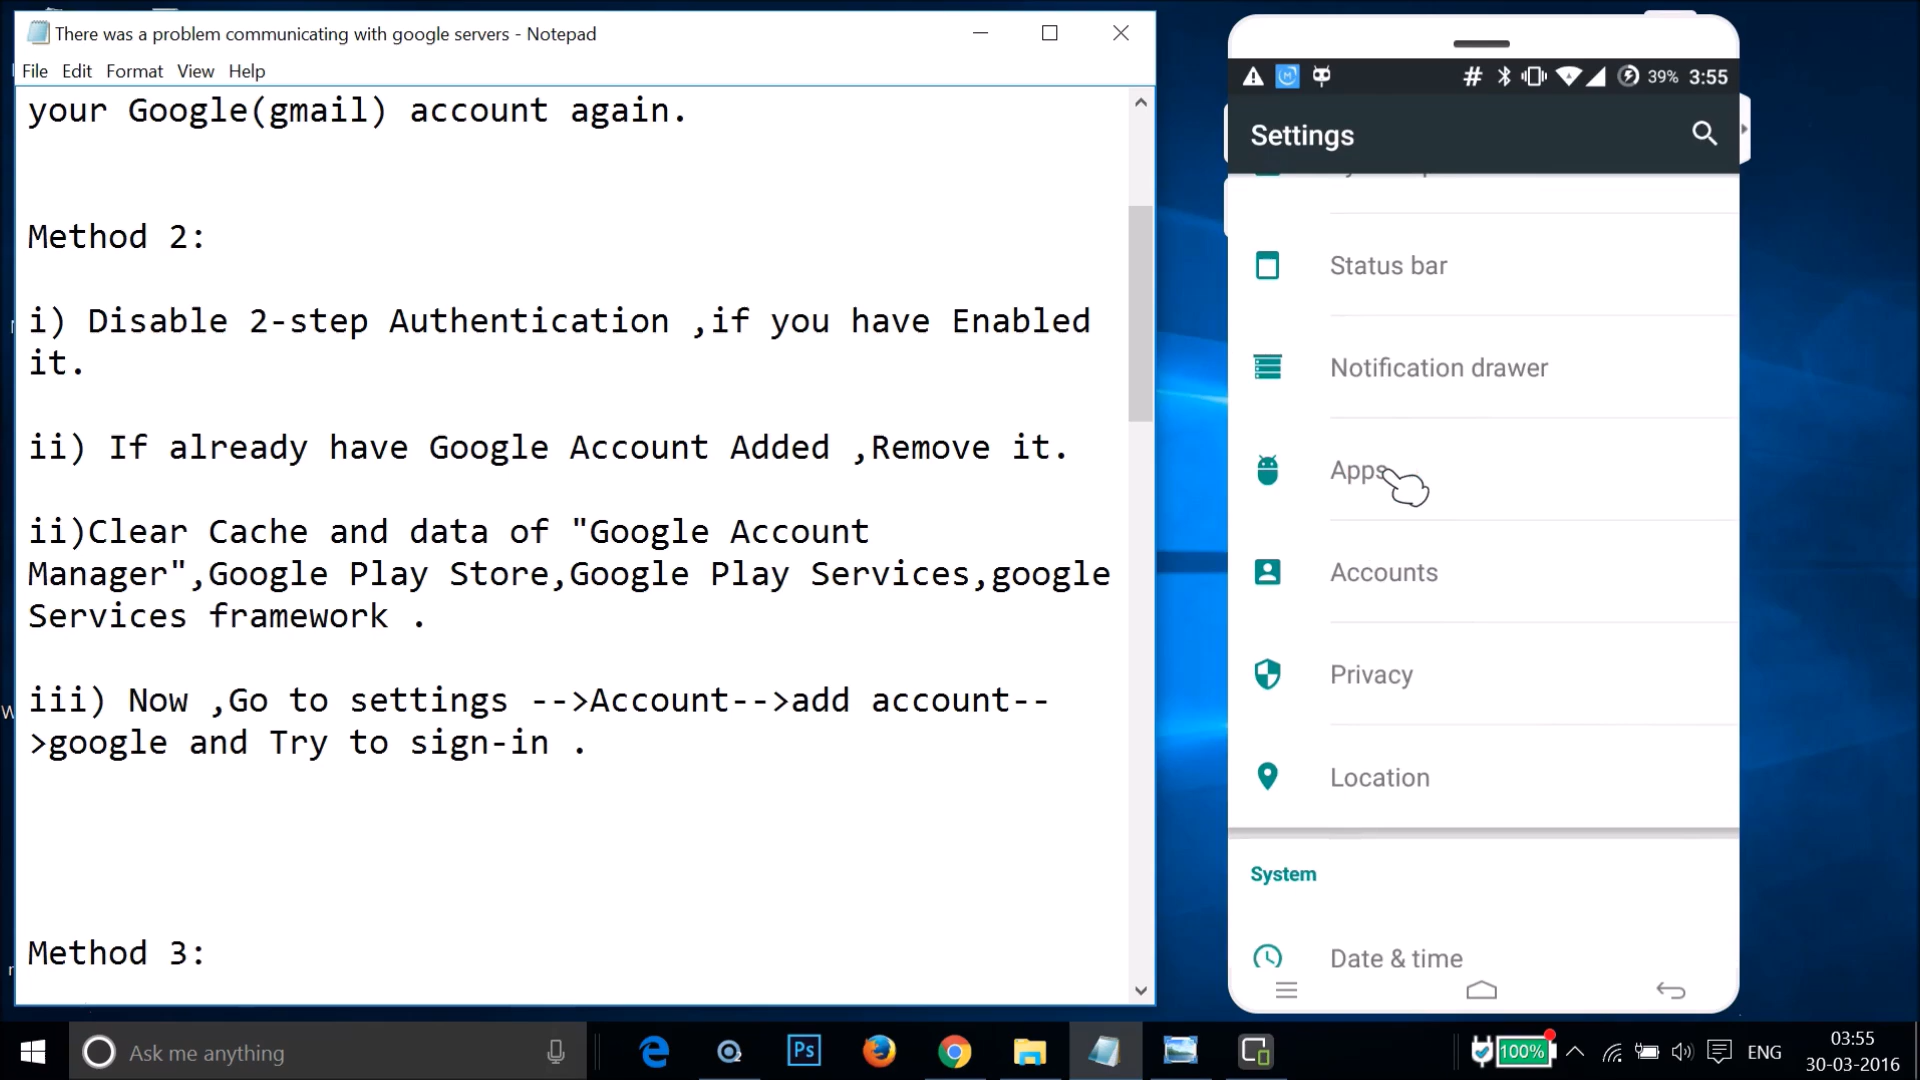 There was a problem communicating with google servers - Notepad
File Edit Format View Help
your Google(gmail) account again.
Method 2:
i) Disable 2-step Authentication ,if you have Enabled
it.
ii) If already have Google Account Added ,Remove it.
ii)Clear Cache and data of "Google Account
Manager",Google Play Store,Google Play Services,google
Services framework .
iii) Now ,Go to settings -->Account-->add account--
>google and Try to sign-in .
Method 3:
39% 3:55
Settings
Status bar
Notification drawer
Apps
Accounts
Privacy
Location
System
Date & time
Ask me anything
Ps
100%
ENG
03:55
30-03-2016